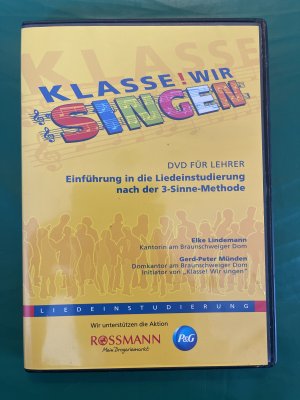 KLASSE
KLASSE! WIR
SINGEN
DVD FÜR LEHRER
Einführung in die Liedeinstudierung
nach der 3-Sinne-Methode
Elke Lindemann
Kantorin am Braunschweiger Dom
Gerd-Peter Münden
Domkantor am Braunschweiger Dom
Initiator von „Klasse! Wir singen“
LIEDEINSTUDIERUNG
Wir unterstützen die Aktion
ROSSMANN
Mein Drogeriemarkt
P&G